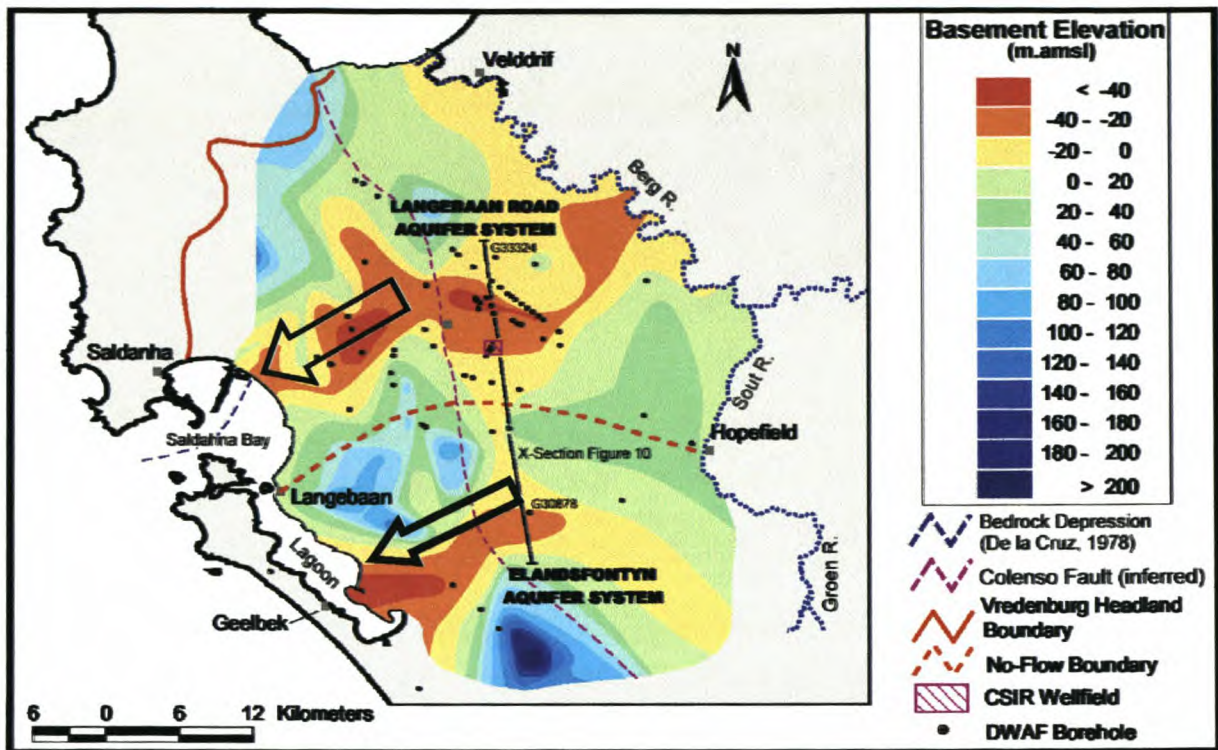 N
Velddrif
Berg R.
LANGEBAAN ROAD
AQUIFER SYSTEM
G33324
Saldanha
Saldahna Bay
Sout R.
Hopefield
X-Section Figure 10
Langebaan
G30878
Lagoon
ELANDSFONTYN
AQUIFER SYSTEM
Geelbek
Groen R.
6 0 6 12 Kilometers
Basement Elevation
(m.amsl)
< -40
-40 - -20
-20 - 0
0 - 20
20 - 40
40 - 60
60 - 80
80 - 100
100 - 120
120 - 140
140 - 160
160 - 180
180 - 200
> 200
Bedrock Depression
(De la Cruz, 1978)
Colenso Fault (inferred)
Vredenburg Headland
Boundary
No-Flow Boundary
CSIR Wellfield
DWAF Borehole